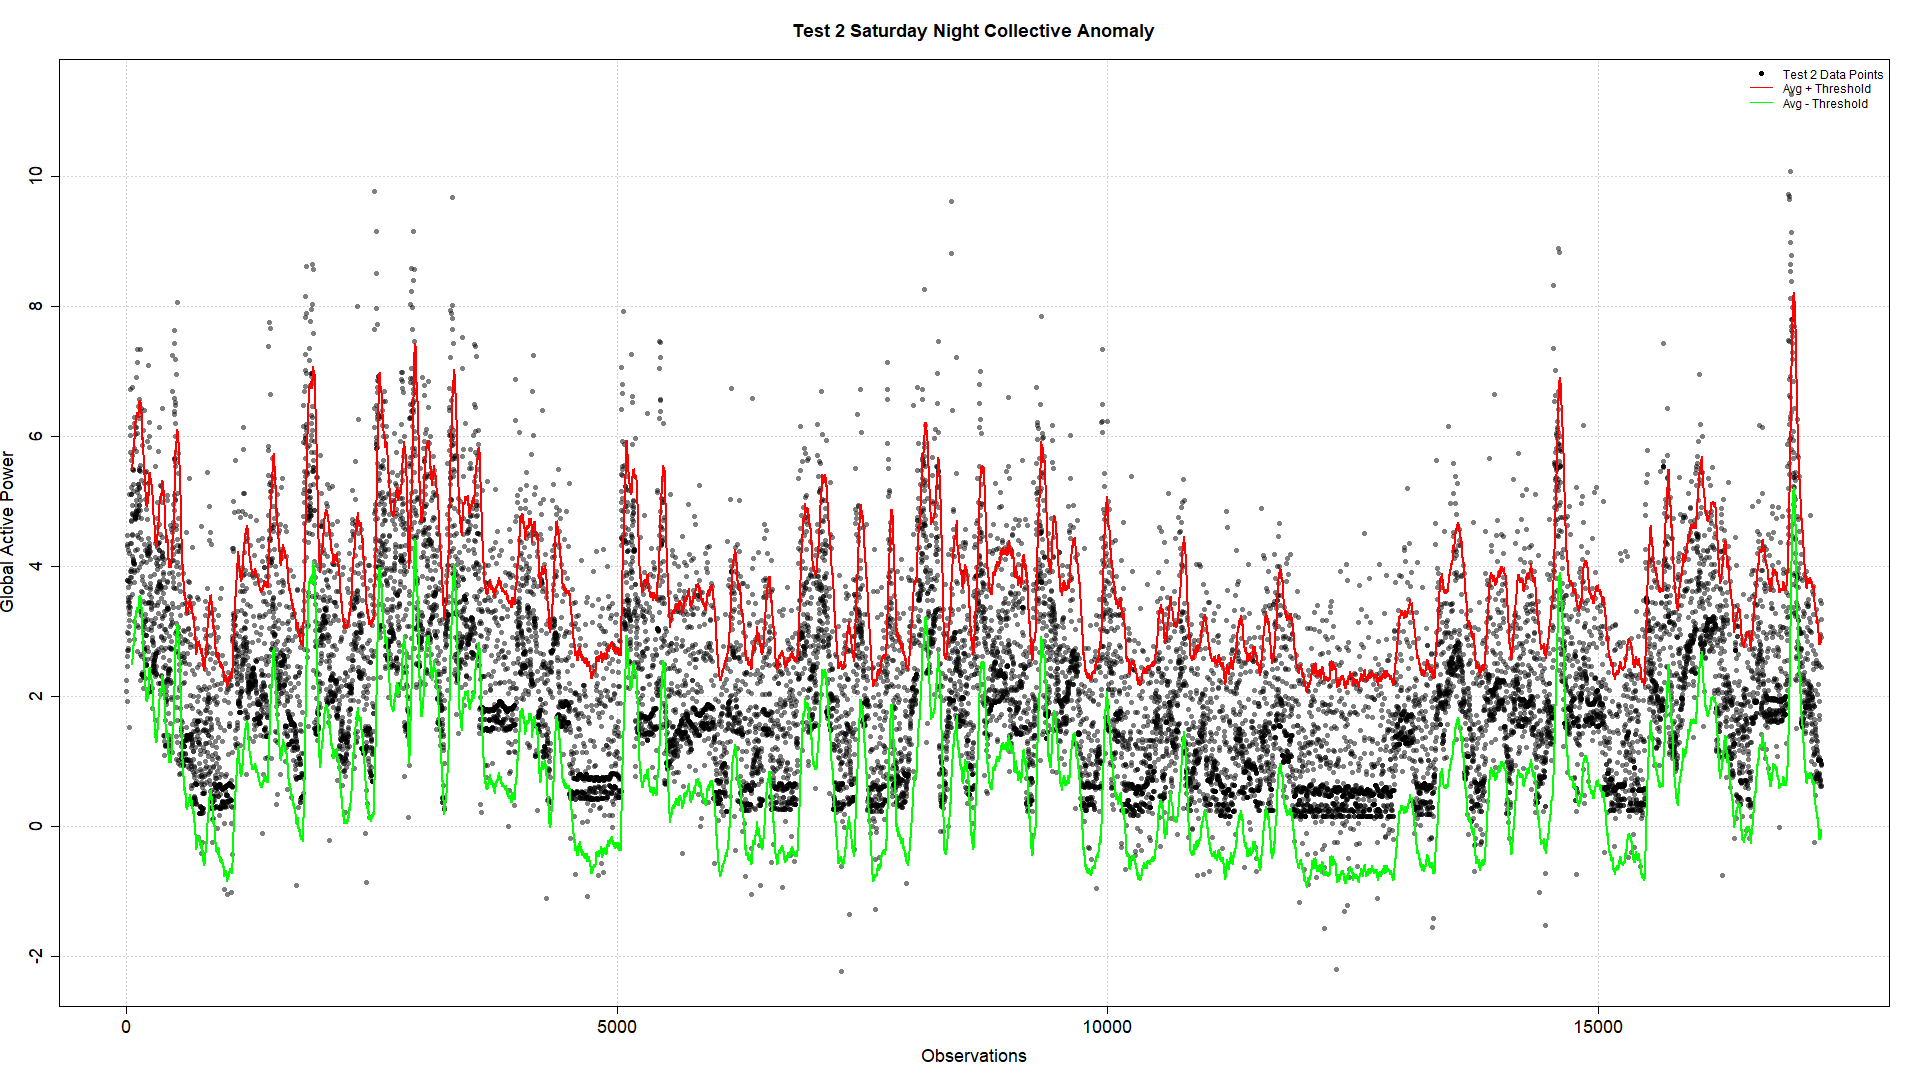 Test 2 Saturday Night Collective Anomaly
Test 2 Data Points
Avg + Threshold
Avg - Threshold
Global Active Power
10
8
6
4
2
0
-2
0
5000
10000
15000
Observations